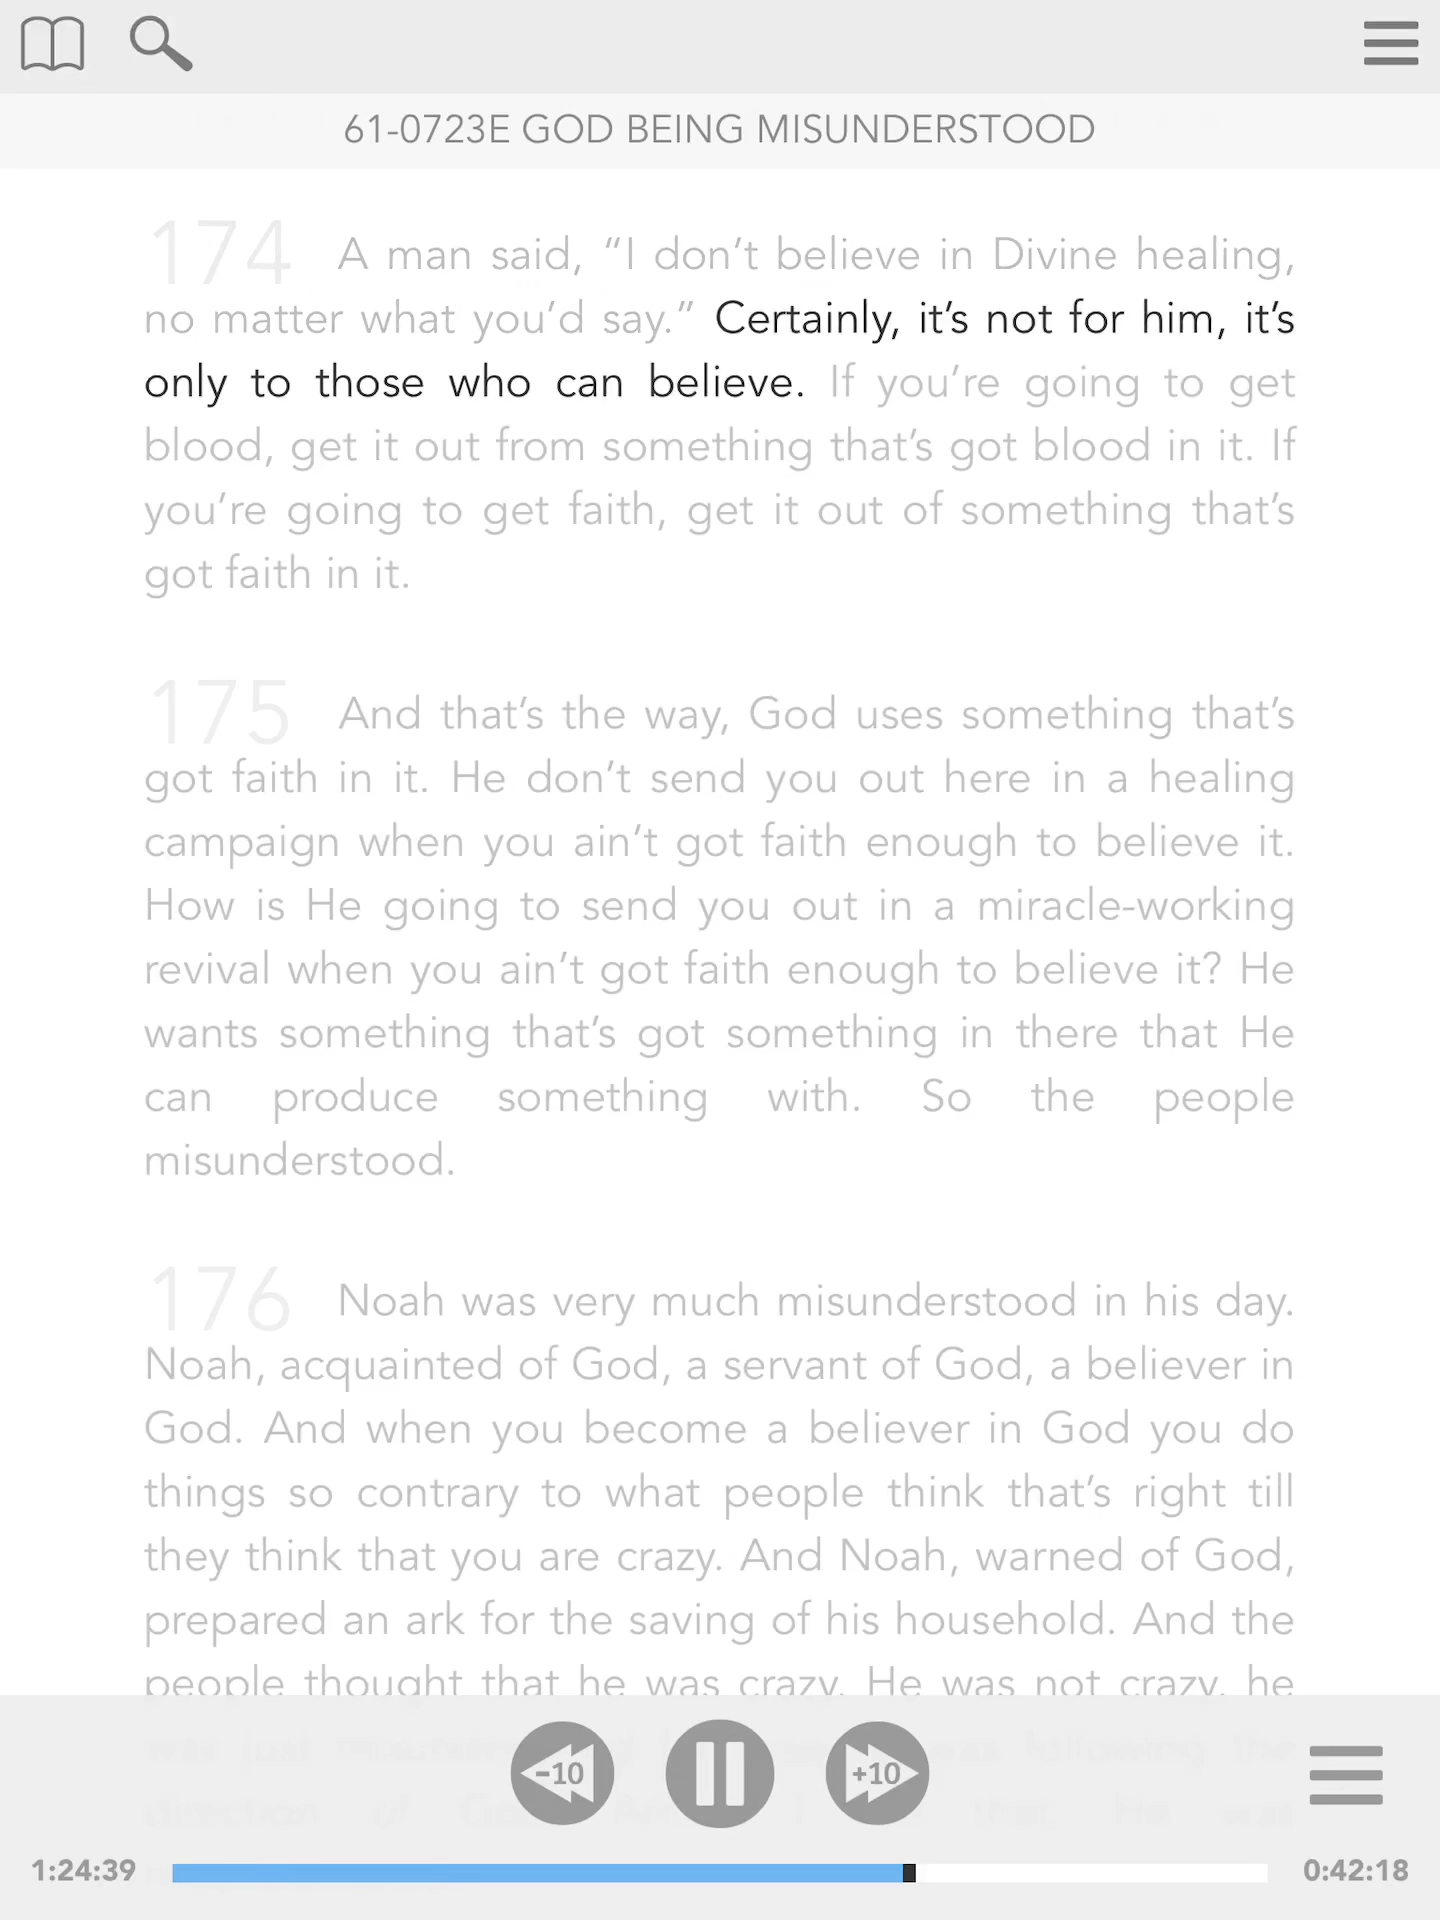 61-0723E GOD BEING MISUNDERSTOOD
174 A man said, “I don’t believe in Divine healing,
no matter what you’d say.” Certainly, it’s not for him, it’s
only to those who can believe. If you’re going to get
blood, get it out from something that’s got blood in it. If
you’re going to get faith, get it out of something that’s
got faith in it.
175 And that’s the way, God uses something that’s
got faith in it. He don’t send you out here in a healing
campaign when you ain’t got faith enough to believe it.
How is He going to send you out in a miracle-working
revival when you ain’t got faith enough to believe it? He
wants something that’s got something in there that He
can produce something with. So the people
misunderstood.
176 Noah was very much misunderstood in his day.
Noah, acquainted of God, a servant of God, a believer in
God. And when you become a believer in God you do
things so contrary to what people think that’s right till
they think that you are crazy. And Noah, warned of God,
prepared an ark for the saving of his household. And the
people thought that he was crazy. He was not crazy, he
just following the
direction of that. He was
-10 +10
1:24:39 0:42:18